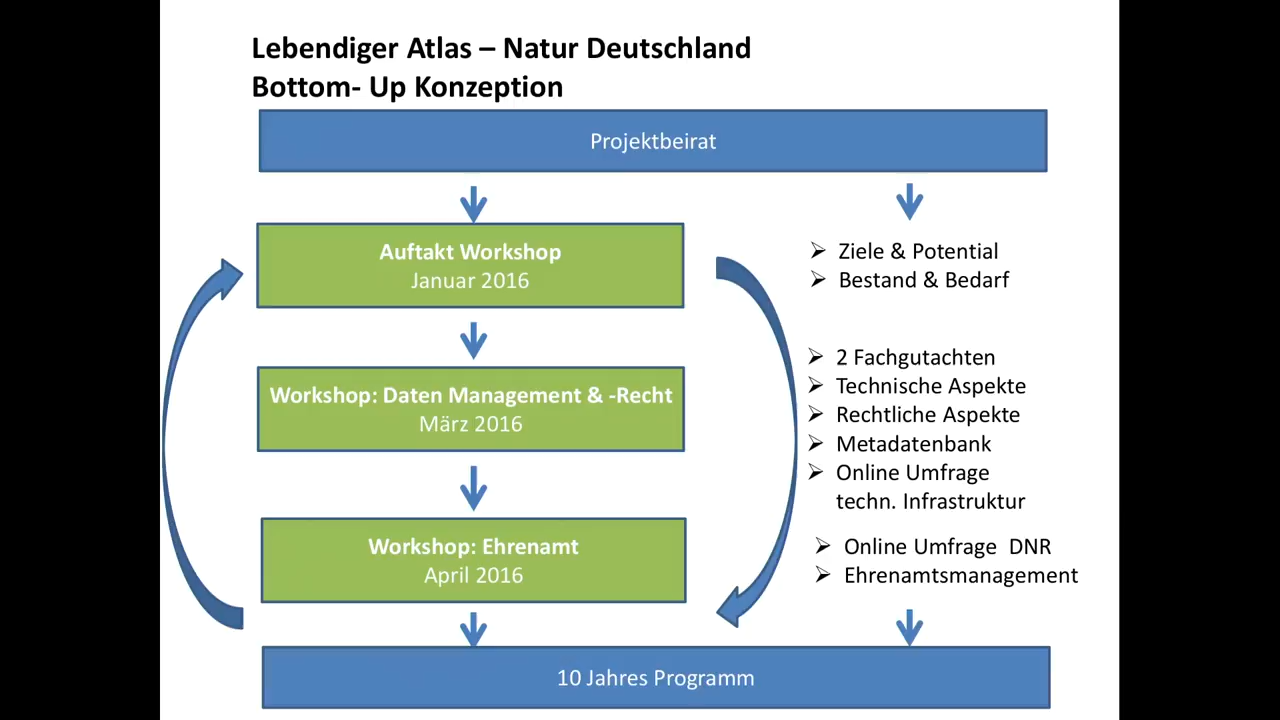 Lebendiger Atlas – Natur Deutschland
Bottom- Up Konzeption
Projektbeirat
Auftakt Workshop
Januar 2016
Workshop: Daten Management & -Recht
März 2016
Workshop: Ehrenamt
April 2016
Ziele & Potential
Bestand & Bedarf
2 Fachgutachten
Technische Aspekte
Rechtliche Aspekte
Metadatenbank
Online Umfrage
techn. Infrastruktur
Online Umfrage  DNR
Ehrenamtsmanagement
10 Jahres Programm